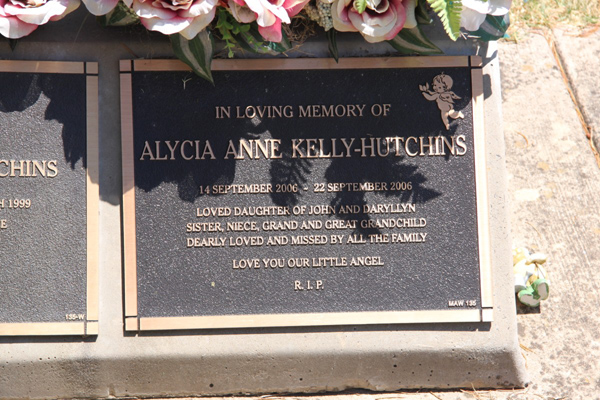 CHINS
H 1999
E
135-W
IN LOVING MEMORY OF
ALYCIA ANNE KELLY-HUTCHINS
14 SEPTEMBER 2006 - 22 SEPTEMBER 2006
LOVED DAUGHTER OF JOHN AND DARYLLYN
SISTER, NIECE, GRAND AND GREAT GRANDCHILD
DEARLY LOVED AND MISSED BY ALL THE FAMILY
LOVE YOU OUR LITTLE ANGEL
R. I. P.
MAW 135